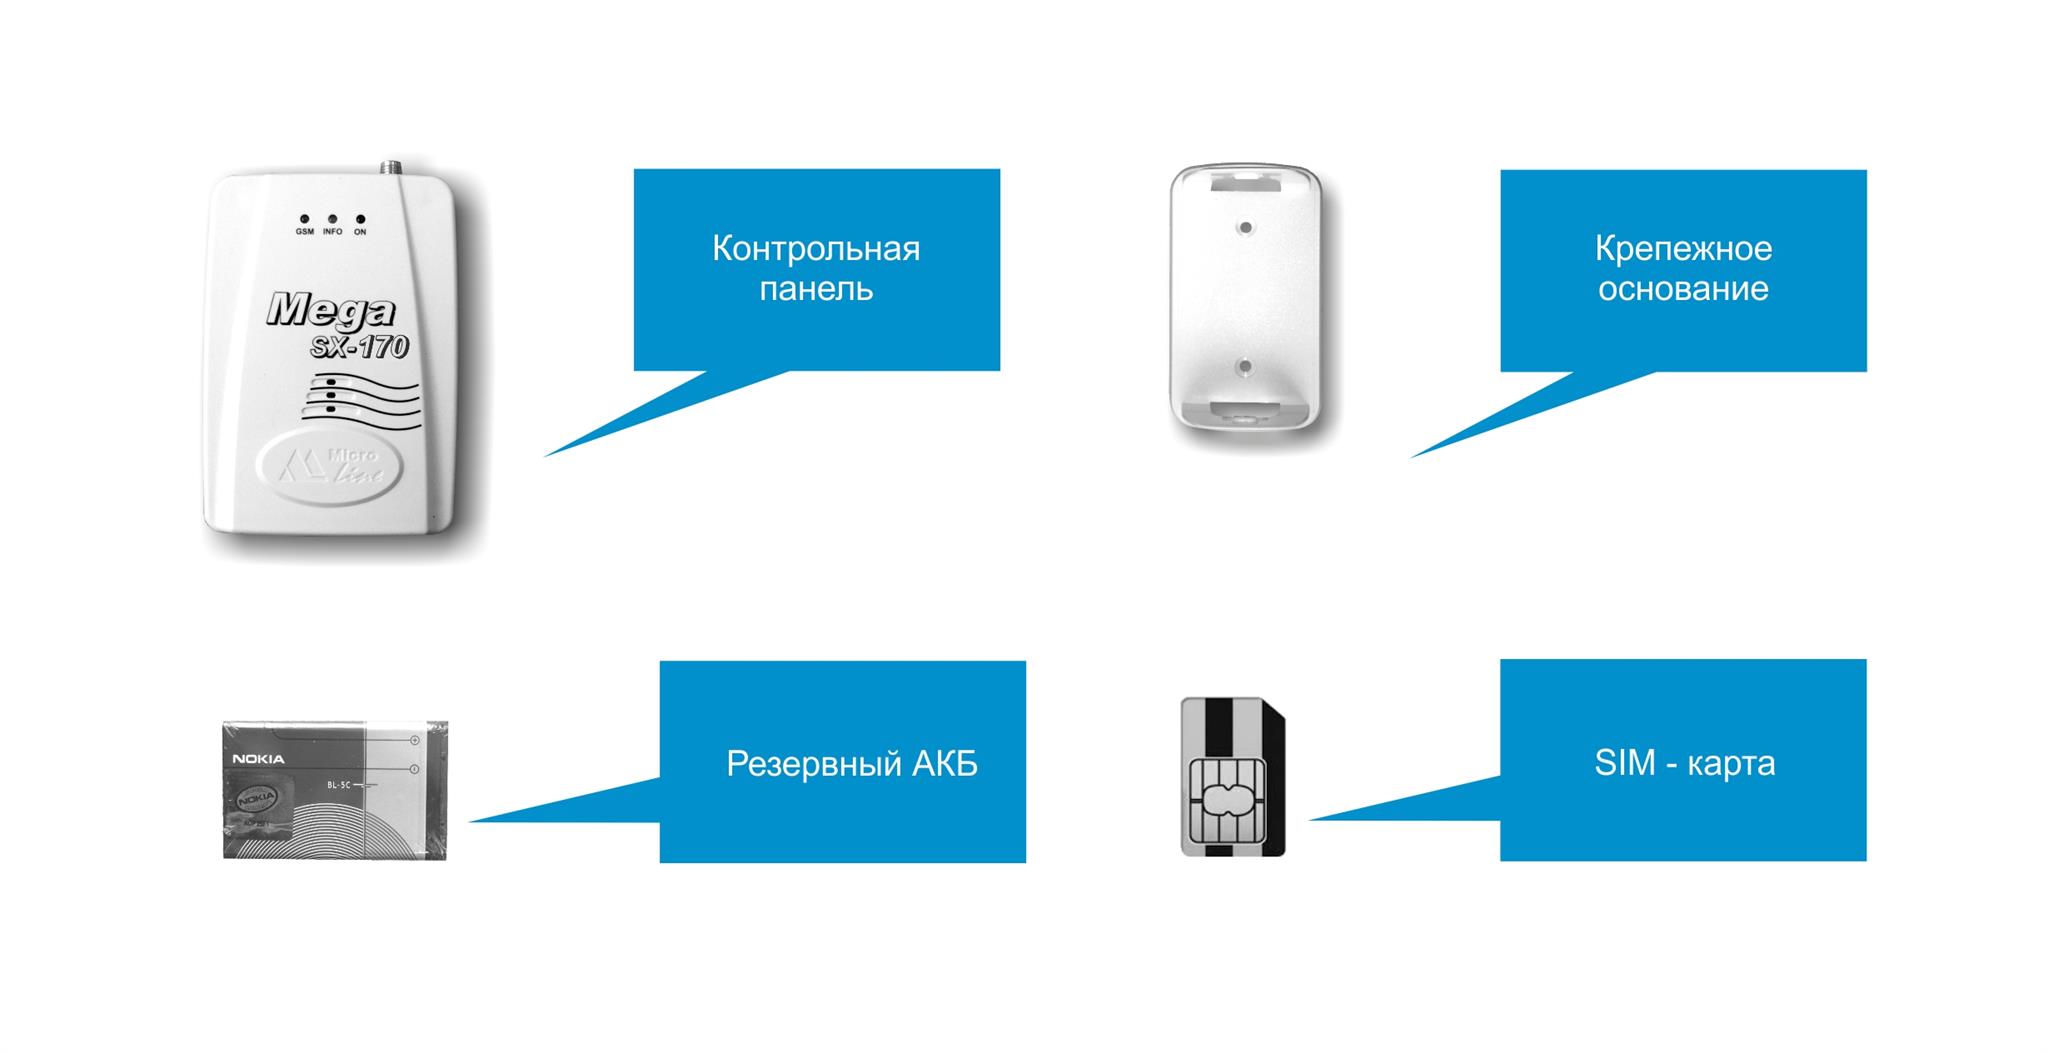 GSM INFO ON
Mega
SX-170
Micro
Line
Контрольная
панель
Крепежное
основание
NOKIA
BL-5C
NOKIA
Резервный АКБ
SIM - карта